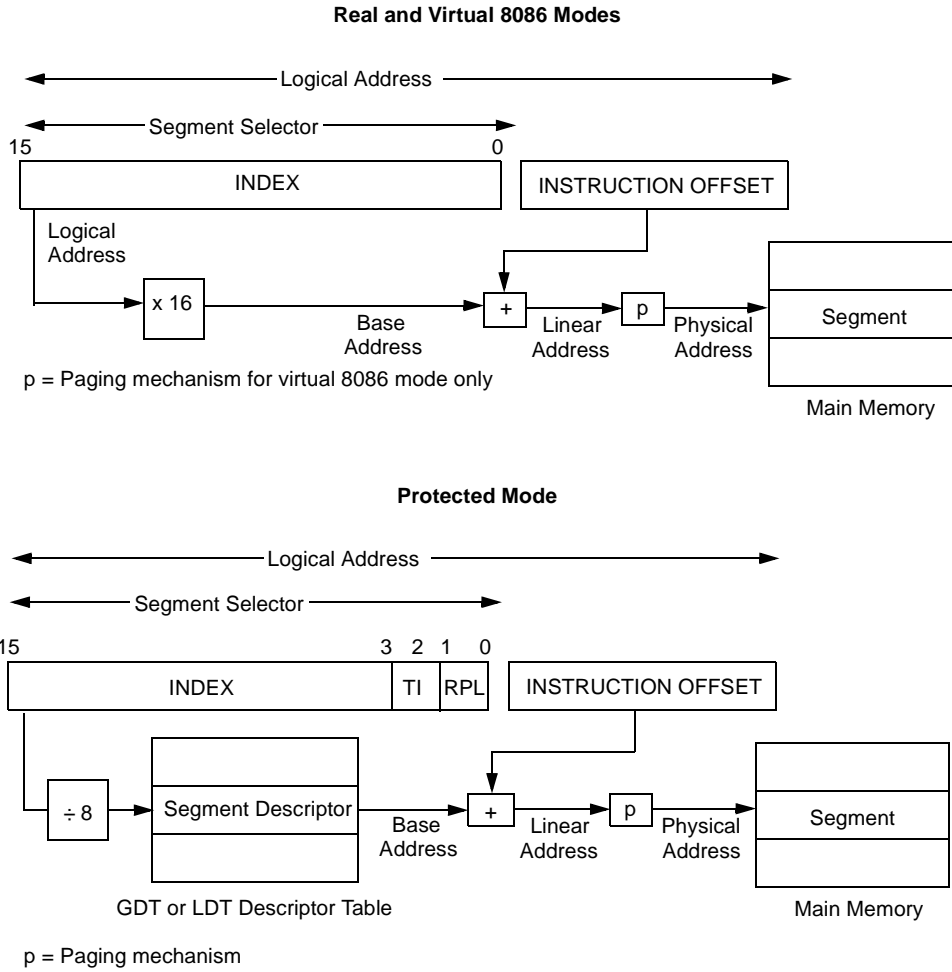 Real and Virtual 8086 Modes
Logical Address
Segment Selector
15 0
INDEX INSTRUCTION OFFSET
Logical
Address
x 16 + p Segment
Base
Address
Linear
Address
Physical
Address
p = Paging mechanism for virtual 8086 mode only
Main Memory
Protected Mode
Logical Address
Segment Selector
15 3 2 1 0
INDEX TI RPL INSTRUCTION OFFSET
÷ 8 Segment Descriptor + p Segment
Base
Address
Linear
Address
Physical
Address
GDT or LDT Descriptor Table
Main Memory
p = Paging mechanism